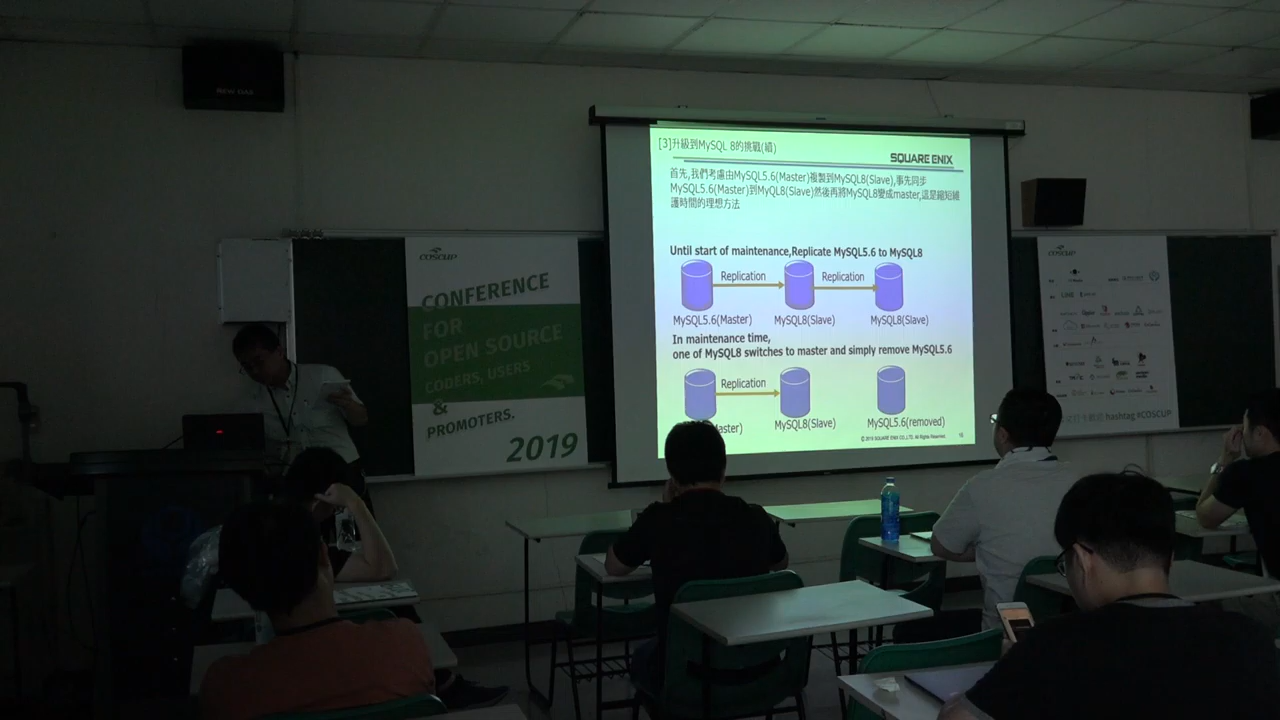 [3]升級到MySQL 8的挑戰(續)
SQUARE ENIX
首先,我們考慮由MySQL5.6(Master)複製到MySQL8(Slave),事先同步
MySQL5.6(Master)到MyQL8(Slave)然後再將MySQL8變成master,這是縮短維
護時間的理想方法
Until start of maintenance,Replicate MySQL5.6 to MySQL8
Replication
Replication
MySQL5.6(Master)
MySQL8(Slave)
MySQL8(Slave)
In maintenance time,
one of MySQL8 switches to master and simply remove MySQL5.6
Replication
MySQL8(Slave)
MySQL5.6(removed)
COSCUP
CONFERENCE
FOR
OPEN SOURCE
CODERS, USERS
&
PROMOTERS.
2019
COSCUP
LINE
hashtag #COSCUP